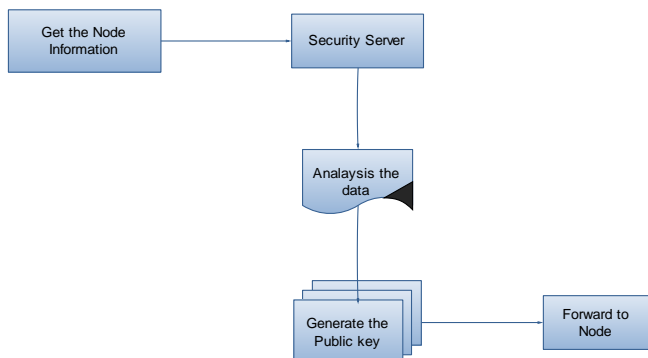 Get the Node
Information
Security Server
Analaysis the
data
Generate the
Public key
Forward to
Node